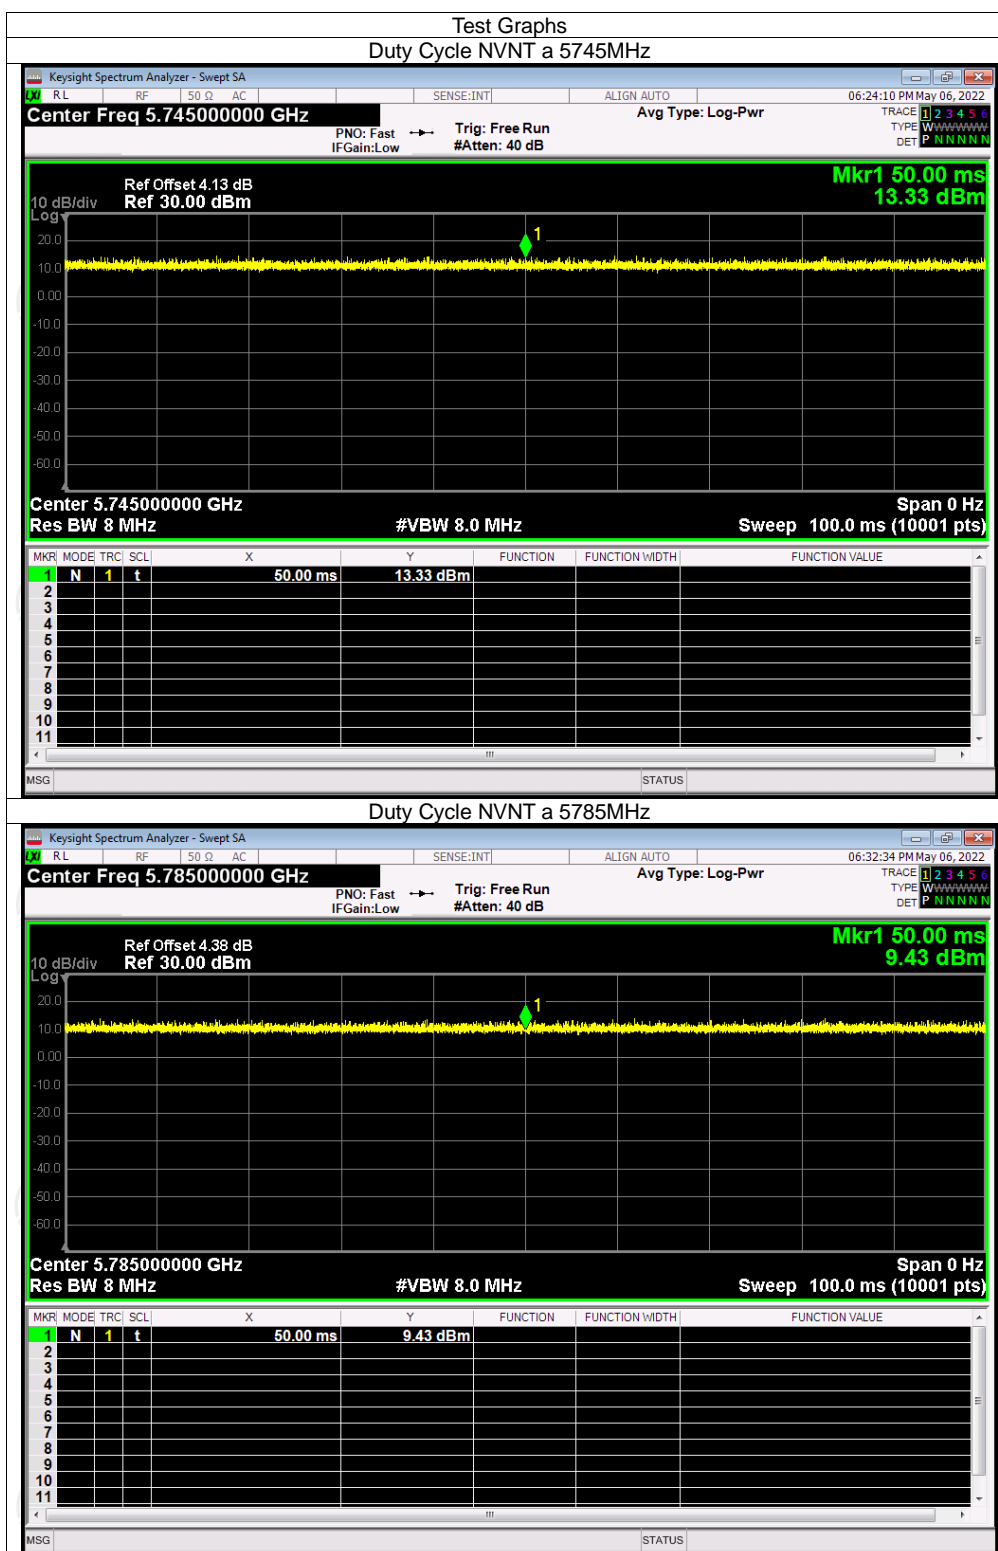 Test Graphs
Duty Cycle NVNT a 5745MHz
Keysight Spectrum Analyzer - Swept SA
LXI RL RF 50 Ω AC SENSE:INT ALIGN AUTO 06:24:10 PM May 06, 2022
Center Freq 5.745000000 GHz Avg Type: Log-Pwr TRACE 1 2 3 4 5 6
PNO: Fast Trig: Free Run TYPE WWWWWW
IFGain:Low #Atten: 40 dB DET P N N N N N
Mkr1 50.00 ms
Ref Offset 4.13 dB
10 dB/div Ref 30.00 dBm 13.33 dBm
Log
1
20.0
10.0
0.00
-10.0
-20.0
-30.0
-40.0
-50.0
-60.0
Center 5.745000000 GHz Span 0 Hz
Res BW 8 MHz #VBW 8.0 MHz Sweep 100.0 ms (10001 pts)
MKR MODE TRC SCL X Y FUNCTION FUNCTION WIDTH FUNCTION VALUE
1 N 1 t 50.00 ms 13.33 dBm
2
3
4
5
6
7
8
9
10
11
MSG STATUS
Duty Cycle NVNT a 5785MHz
Keysight Spectrum Analyzer - Swept SA
LXI RL RF 50 Ω AC SENSE:INT ALIGN AUTO 06:32:34 PM May 06, 2022
Center Freq 5.785000000 GHz Avg Type: Log-Pwr TRACE 1 2 3 4 5 6
PNO: Fast Trig: Free Run TYPE WWWWWW
IFGain:Low #Atten: 40 dB DET P N N N N N
Mkr1 50.00 ms
Ref Offset 4.38 dB
10 dB/div Ref 30.00 dBm 9.43 dBm
Log
1
20.0
10.0
0.00
-10.0
-20.0
-30.0
-40.0
-50.0
-60.0
Center 5.785000000 GHz Span 0 Hz
Res BW 8 MHz #VBW 8.0 MHz Sweep 100.0 ms (10001 pts)
MKR MODE TRC SCL X Y FUNCTION FUNCTION WIDTH FUNCTION VALUE
1 N 1 t 50.00 ms 9.43 dBm
2
3
4
5
6
7
8
9
10
11
MSG STATUS